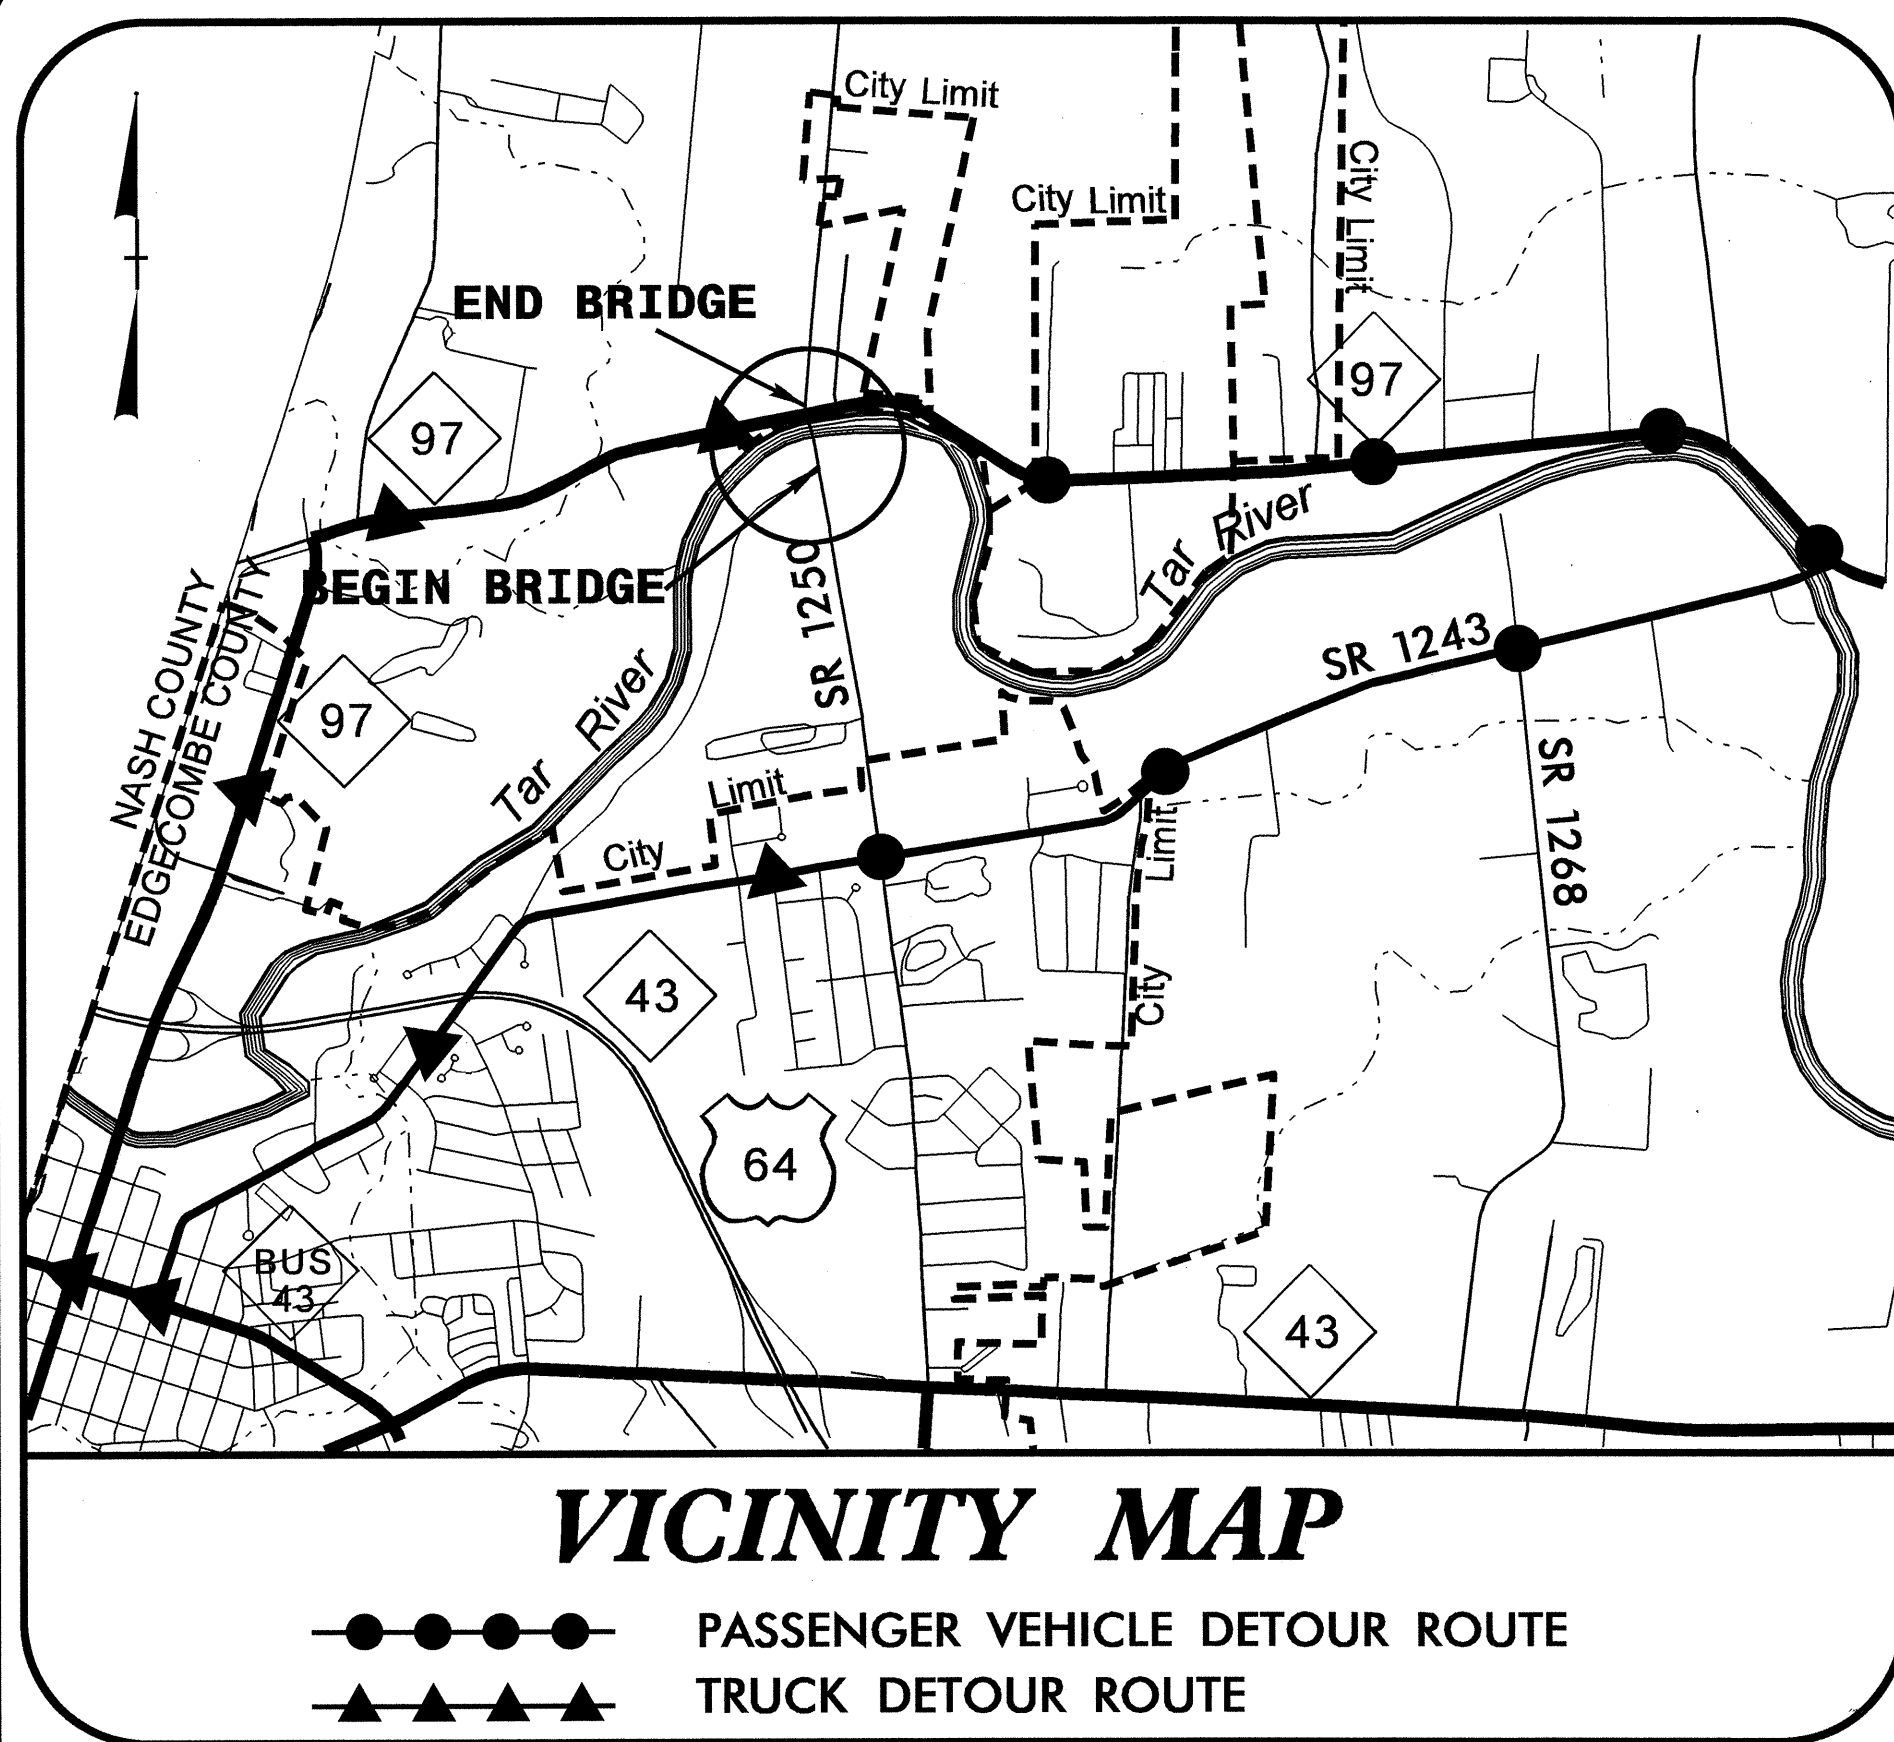 City Limit
City Limit
City Limit
END BRIDGE
97
97
BEGIN BRIDGE
Tar River
SR 1250
NASH COUNTY
EDGECOMBE COUNTY
97
Tar River
SR 1243
SR 1268
City Limit
City Limit
43
64
BUS
43
43
VICINITY MAP
PASSENGER VEHICLE DETOUR ROUTE
TRUCK DETOUR ROUTE